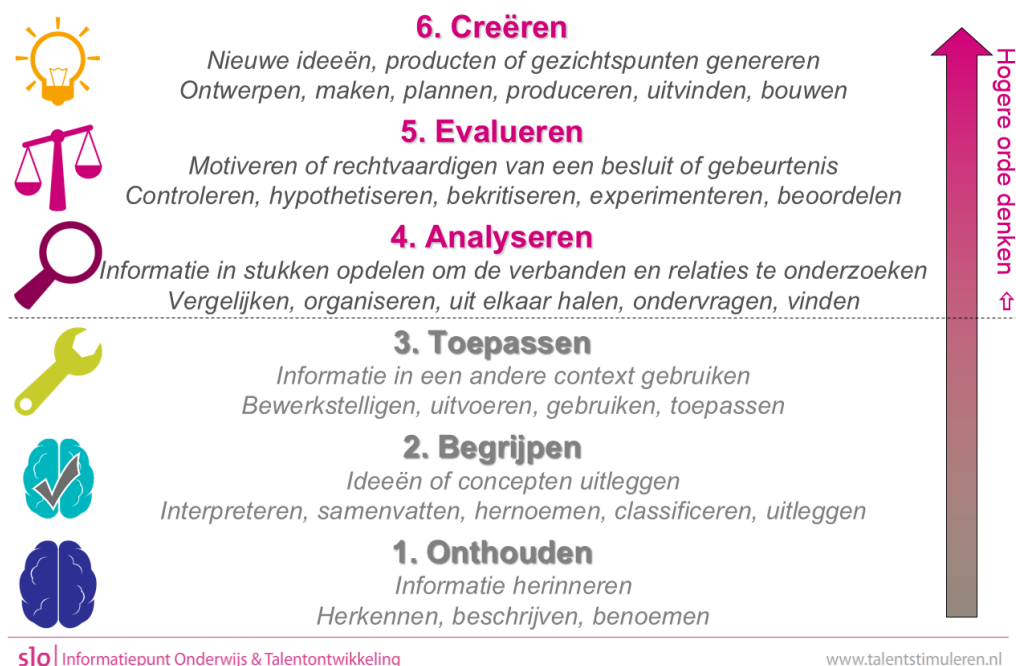 6. Creëren
Nieuwe ideeën, producten of gezichtspunten genereren
Ontwerpen, maken, plannen, produceren, uitvinden, bouwen
5. Evalueren
Motiveren of rechtvaardigen van een besluit of gebeurtenis
Controleren, hypothetiseren, bekritiseren, experimenteren, beoordelen
4. Analyseren
Informatie in stukken opdelen om de verbanden en relaties te onderzoeken
Vergelijken, organiseren, uit elkaar halen, ondervragen, vinden
3. Toepassen
Informatie in een andere context gebruiken
Bewerkstelligen, uitvoeren, gebruiken, toepassen
2. Begrijpen
Ideeën of concepten uitleggen
Interpreteren, samenvatten, hernoemen, classificeren, uitleggen
1. Onthouden
Informatie herinneren
Herkennen, beschrijven, benoemen
Hogere orde denken ⇧
slo | Informatiepunt Onderwijs & Talentontwikkeling
www.talentstimuleren.nl